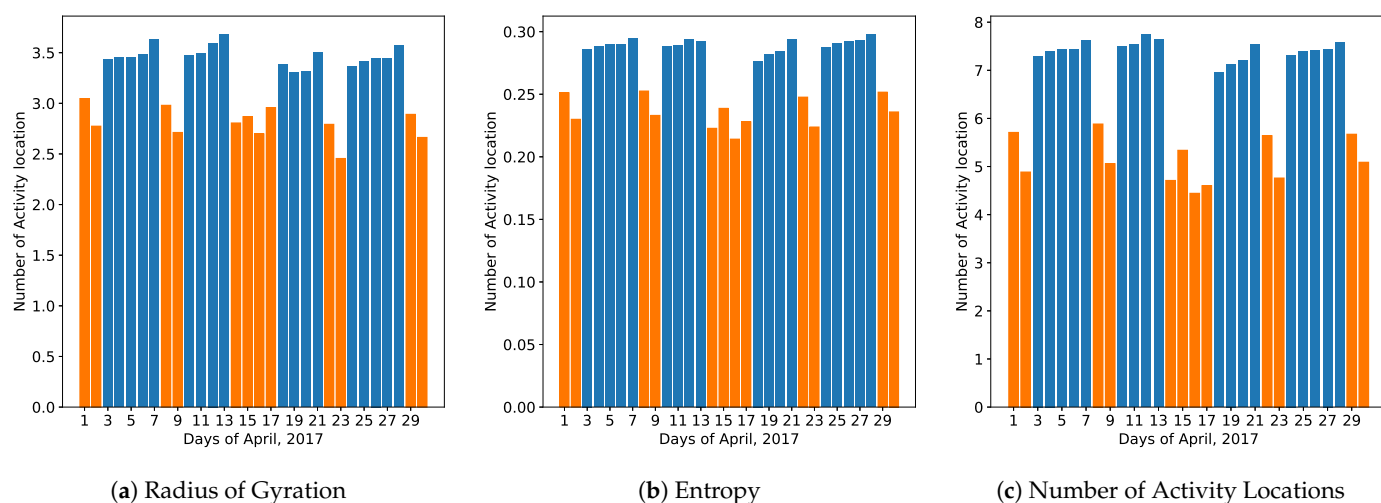 3.5
3.0
2.5
2.0
1.5
1.0
0.5
0.0
Number of Activity location
1 3 5 7 9 11 13 15 17 19 21 23 25 27 29
Days of April, 2017
(a) Radius of Gyration
0.30
0.25
0.20
0.15
0.10
0.05
0.00
Number of Activity location
1 3 5 7 9 11 13 15 17 19 21 23 25 27 29
Days of April, 2017
(b) Entropy
8
7
6
5
4
3
2
1
0
Number of Activity location
1 3 5 7 9 11 13 15 17 19 21 23 25 27 29
Days of April, 2017
(c) Number of Activity Locations